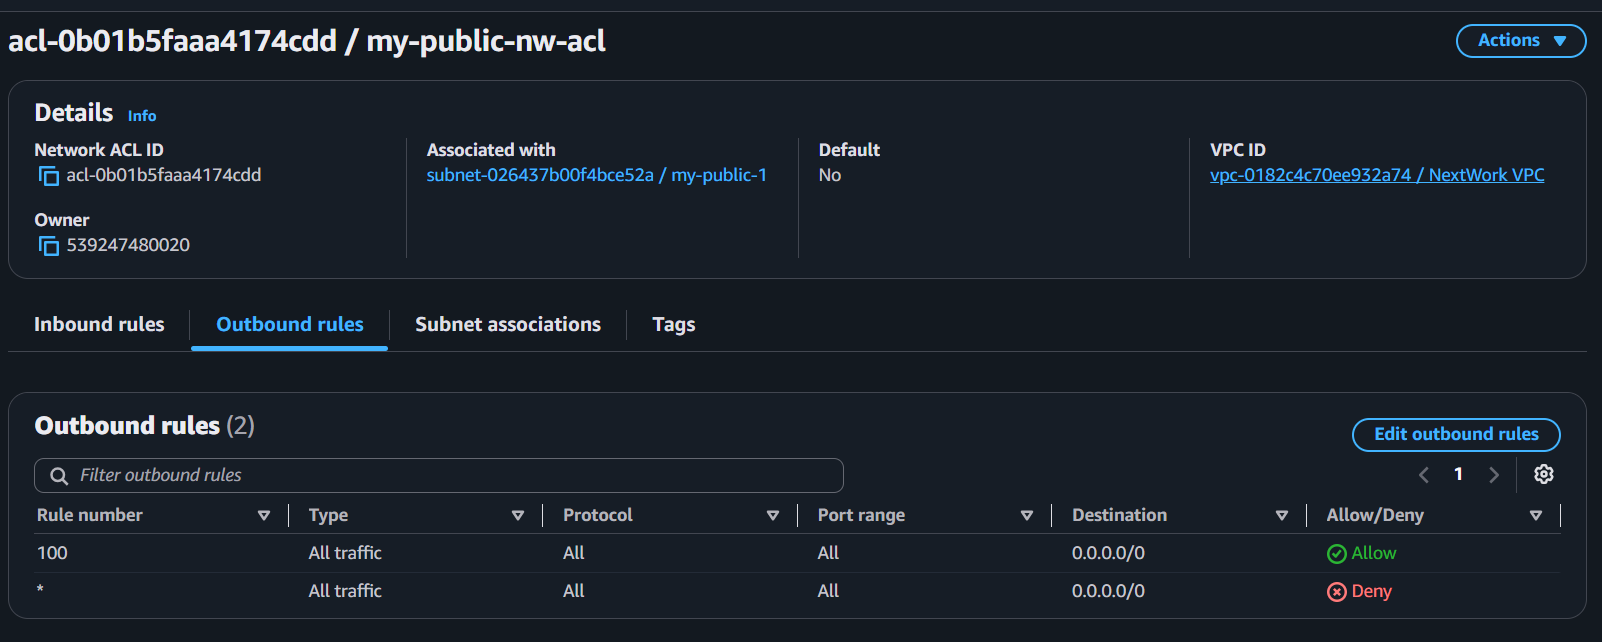 acl-0b01b5faaa4174cdd / my-public-nw-acl
Actions
Details Info
Network ACL ID
acl-0b01b5faaa4174cdd
Associated with
subnet-026437b00f4bce52a / my-public-1
Default
No
VPC ID
vpc-0182c4c70ee932a74 / NextWork VPC
Owner
539247480020
Inbound rules Outbound rules Subnet associations Tags
Outbound rules (2)
Edit outbound rules
Filter outbound rules
1
Rule number Type Protocol Port range Destination Allow/Deny
100 All traffic All All 0.0.0.0/0 Allow
* All traffic All All 0.0.0.0/0 Deny